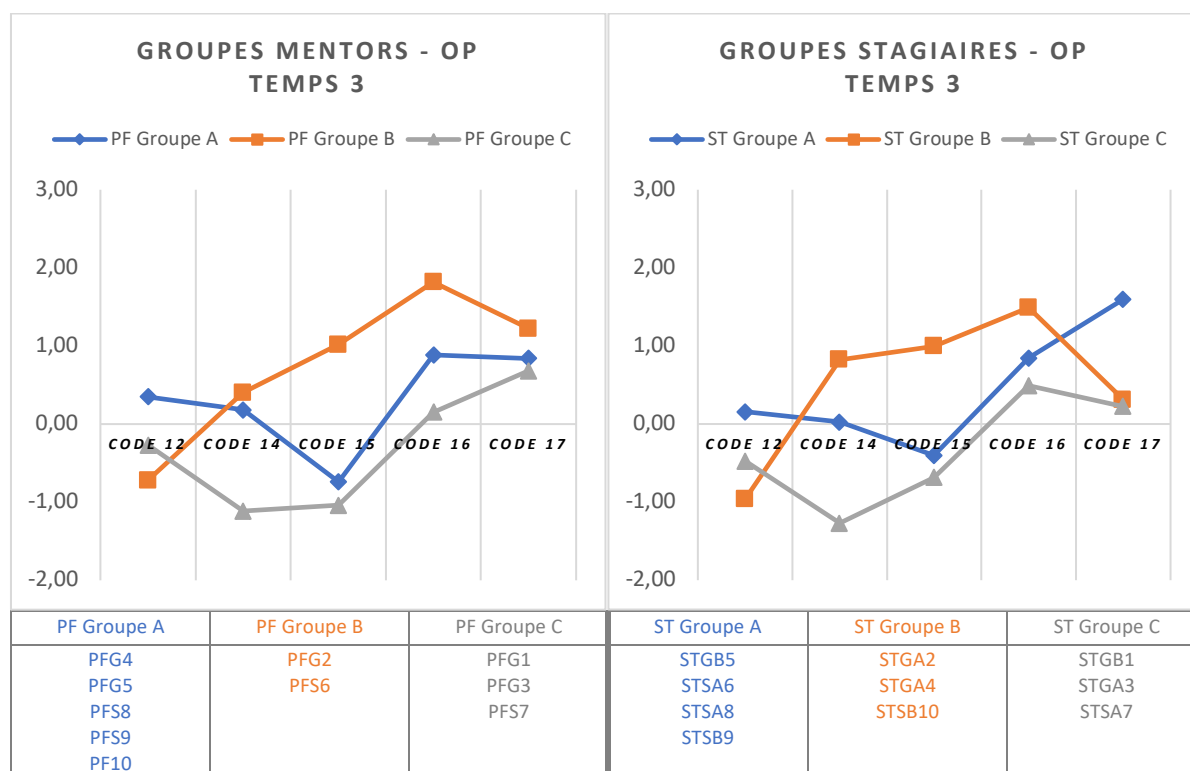 GROUPES MENTORS - OP
TEMPS 3
PF Groupe A PF Groupe B PF Groupe C
3,00
2,00
1,00
0,00
-1,00
-2,00
CODE 12 CODE 14 CODE 15 CODE 16 CODE 17
GROUPES STAGIAIRES - OP
TEMPS 3
ST Groupe A ST Groupe B ST Groupe C
3,00
2,00
1,00
0,00
-1,00
-2,00
CODE 12 CODE 14 CODE 15 CODE 16 CODE 17
PF Groupe A PF Groupe B PF Groupe C ST Groupe A ST Groupe B ST Groupe C
PFG4 PFG2 PFG1 STGB5 STGA2 STGB1
PFG5 PFS6 PFG3 STSA6 STGA4 STGA3
PFS8 PFS7 STSA8 STSB10 STSA7
PFS9 STSB9
PF10